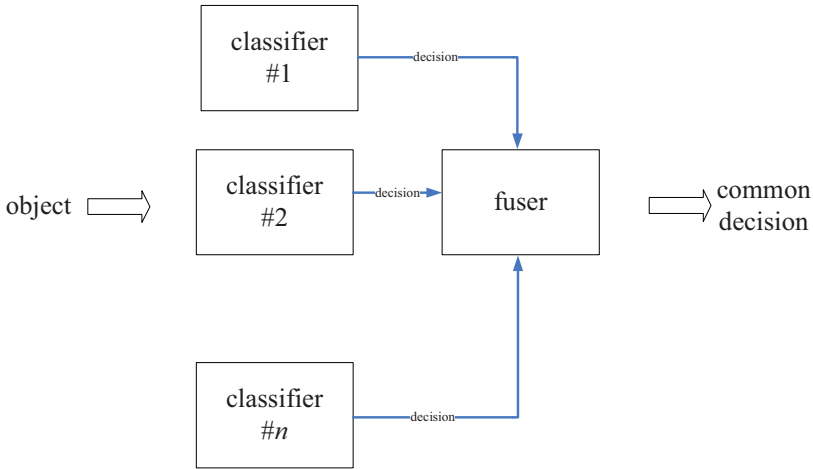 classifier
#1
decision
object
classifier
#2
decision
fuser
common
decision
classifier
#n
decision